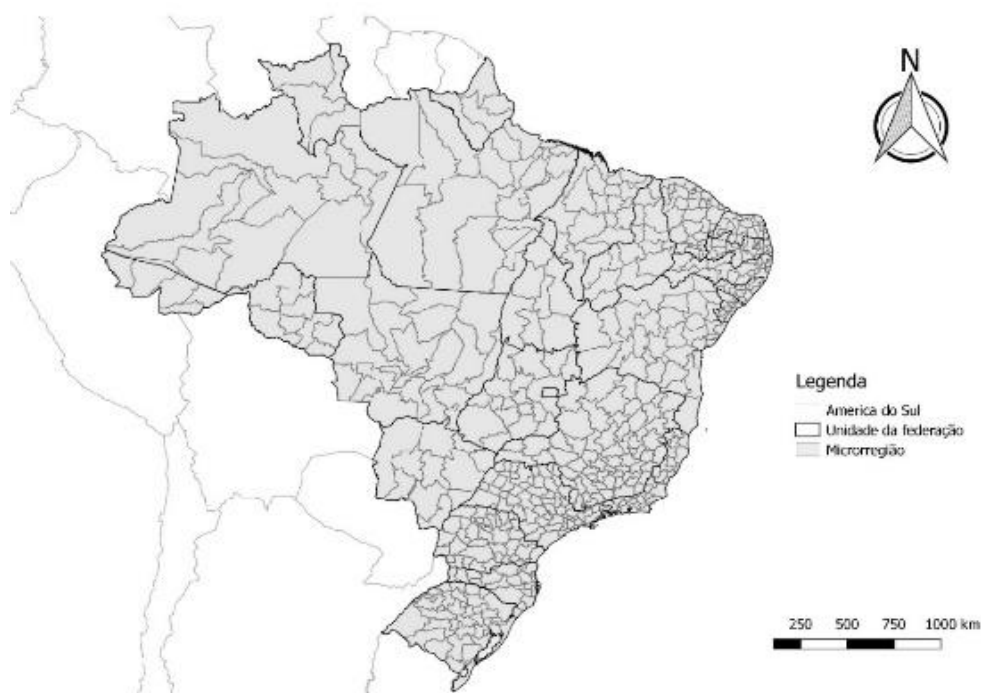 N
Legenda
America do Sul
Unidade da federação
Microrregião
250 500 750 1000 km